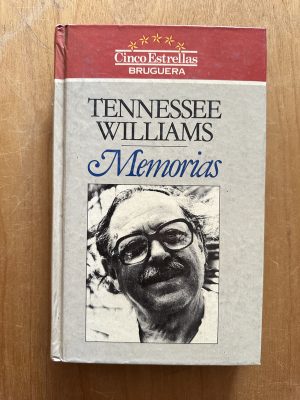 Cinco Estrellas
BRUGUERA
TENNESSEE
WILLIAMS
Memorias